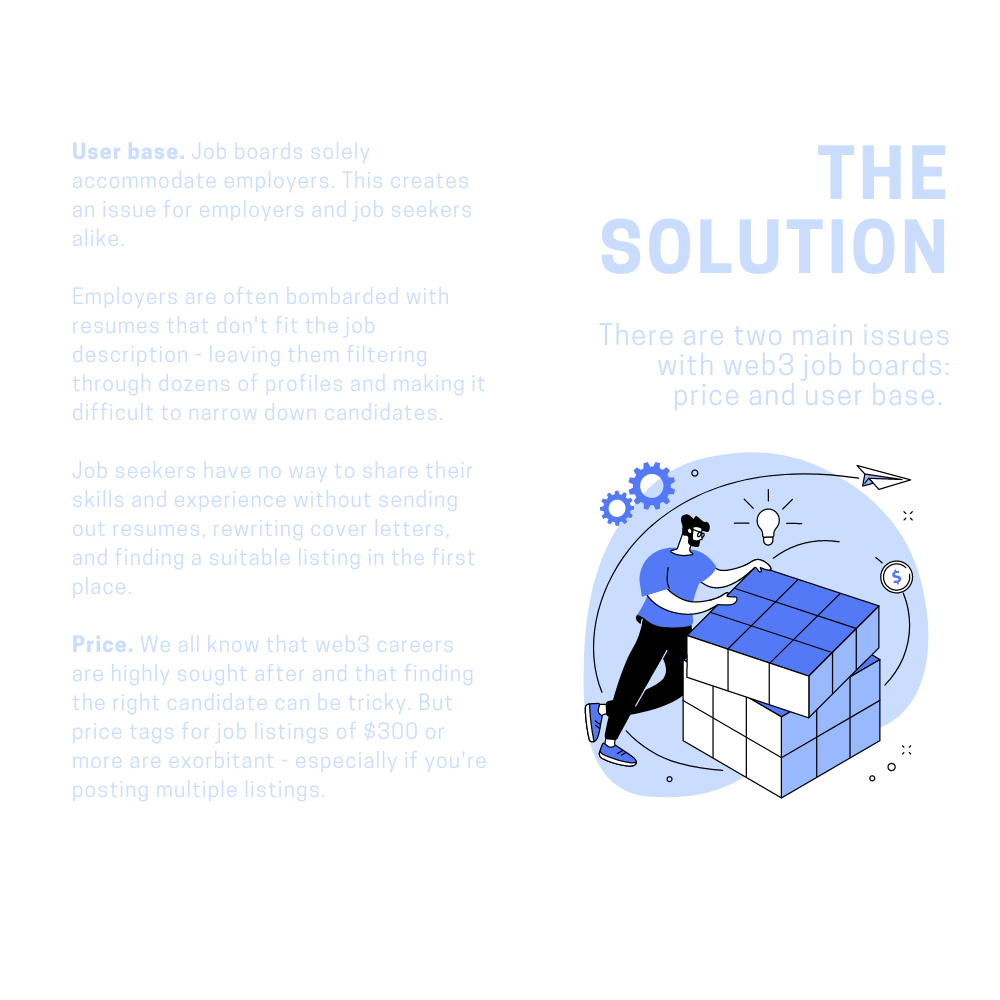 THE
SOLUTION
There are two main issues
with web3 job boards:
price and user base.
User base. Job boards solely
accommodate employers. This creates
an issue for employers and job seekers
alike.
Employers are often bombarded with
resumes that don't fit the job
description - leaving them filtering
through dozens of profiles and making it
difficult to narrow down candidates.
Job seekers have no way to share their
skills and experience without sending
out resumes, rewriting cover letters,
and finding a suitable listing in the first
place.
Price. We all know that web3 careers
are highly sought after and that finding
the right candidate can be tricky. But
price tags for job listings of $300 or
more are exorbitant - especially if you're
posting multiple listings.
$